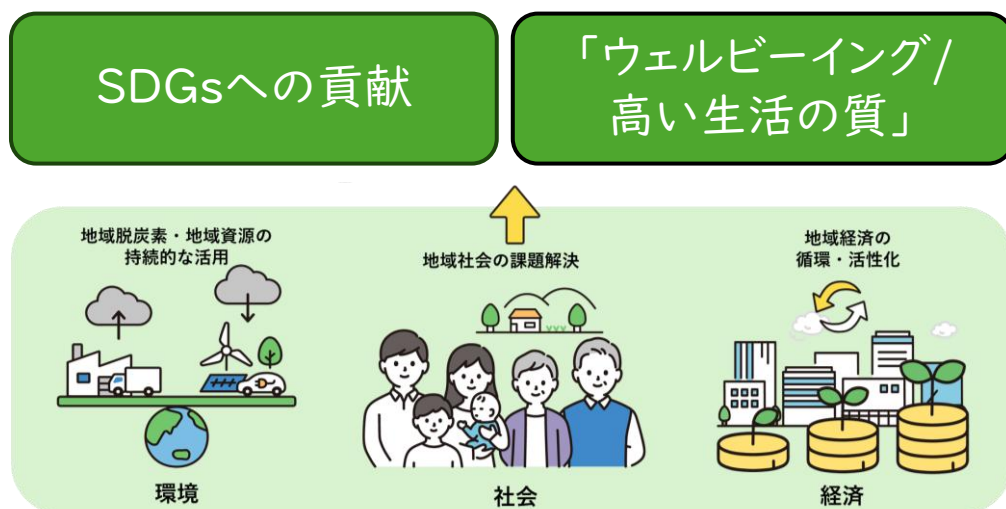 SDGsへの貢献
「ウェルビーイング/
高い生活の質」
地域脱炭素・地域資源の
持続的な活用
地域社会の課題解決
地域経済の
循環・活性化
環境
社会
経済